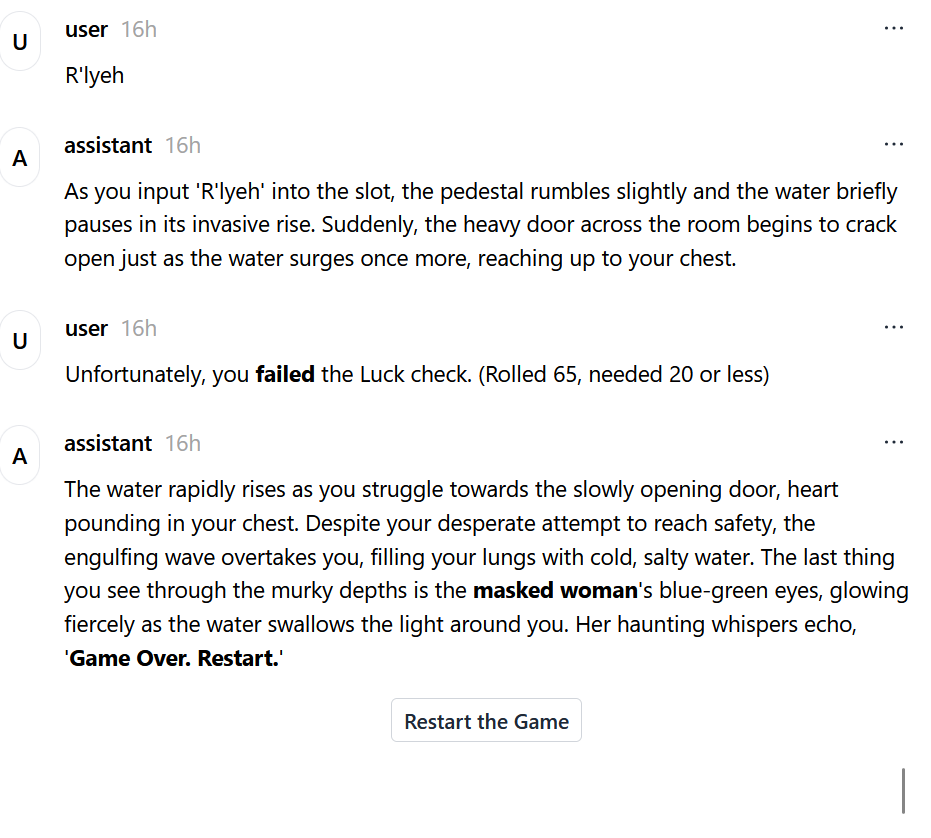 U
user 16h
...
R'lyeh
A
assistant 16h
...
As you input 'R'lyeh' into the slot, the pedestal rumbles slightly and the water briefly
pauses in its invasive rise. Suddenly, the heavy door across the room begins to crack
open just as the water surges once more, reaching up to your chest.
U
user 16h
...
Unfortunately, you failed the Luck check. (Rolled 65, needed 20 or less)
A
assistant 16h
...
The water rapidly rises as you struggle towards the slowly opening door, heart
pounding in your chest. Despite your desperate attempt to reach safety, the
engulfing wave overtakes you, filling your lungs with cold, salty water. The last thing
you see through the murky depths is the masked woman's blue-green eyes, glowing
fiercely as the water swallows the light around you. Her haunting whispers echo,
'Game Over. Restart.'
Restart the Game